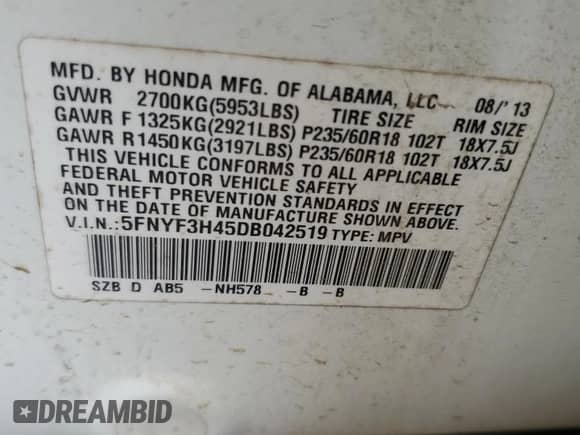 MFD. BY HONDA MFG. OF ALABAMA, LLC 08/'13
GVWR 2700KG(5953LBS) TIRE SIZE RIM SIZE
GAWR F 1325KG(2921LBS) P235/60R18 102T 18X7.5J
GAWR R1450KG(3197LBS) P235/60R18 102T 18X7.5J
THIS VEHICLE CONFORMS TO ALL APPLICABLE
FEDERAL MOTOR VEHICLE SAFETY
AND THEFT PREVENTION STANDARDS IN EFFECT
ON THE DATE OF MANUFACTURE SHOWN ABOVE.
V.I.N.:5FNYF3H45DB042519 TYPE: MPV
SZB D AB5 -NH578 -B -B
DREAMBID